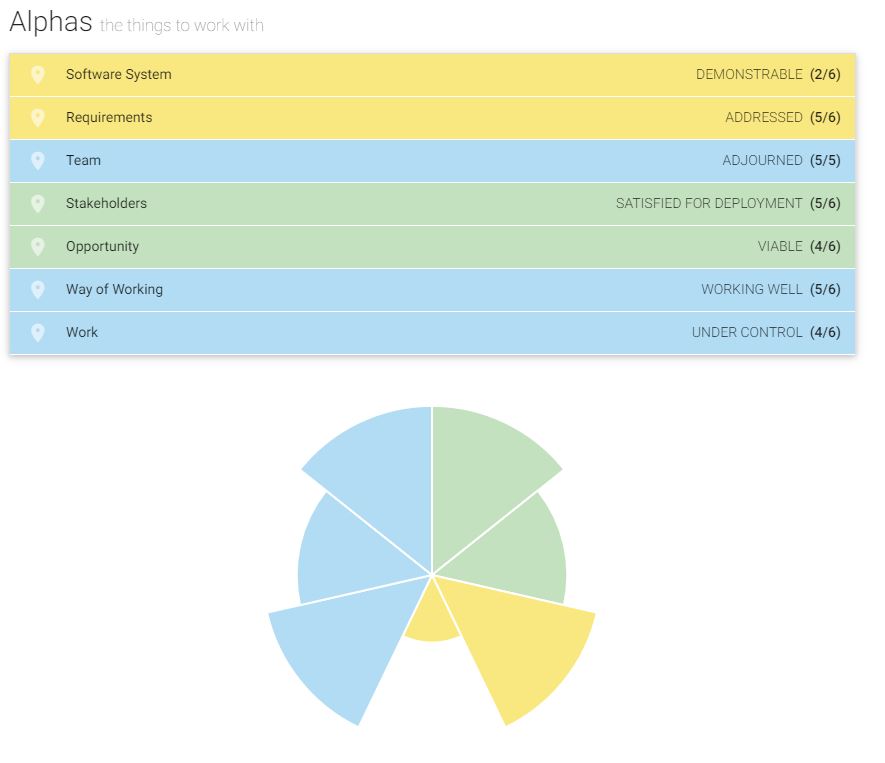 Alphas the things to work with
Software System DEMONSTRABLE (2/6)
Requirements ADDRESSED (5/6)
Team ADJOURNED (5/5)
Stakeholders SATISFIED FOR DEPLOYMENT (5/6)
Opportunity VIABLE (4/6)
Way of Working WORKING WELL (5/6)
Work UNDER CONTROL (4/6)